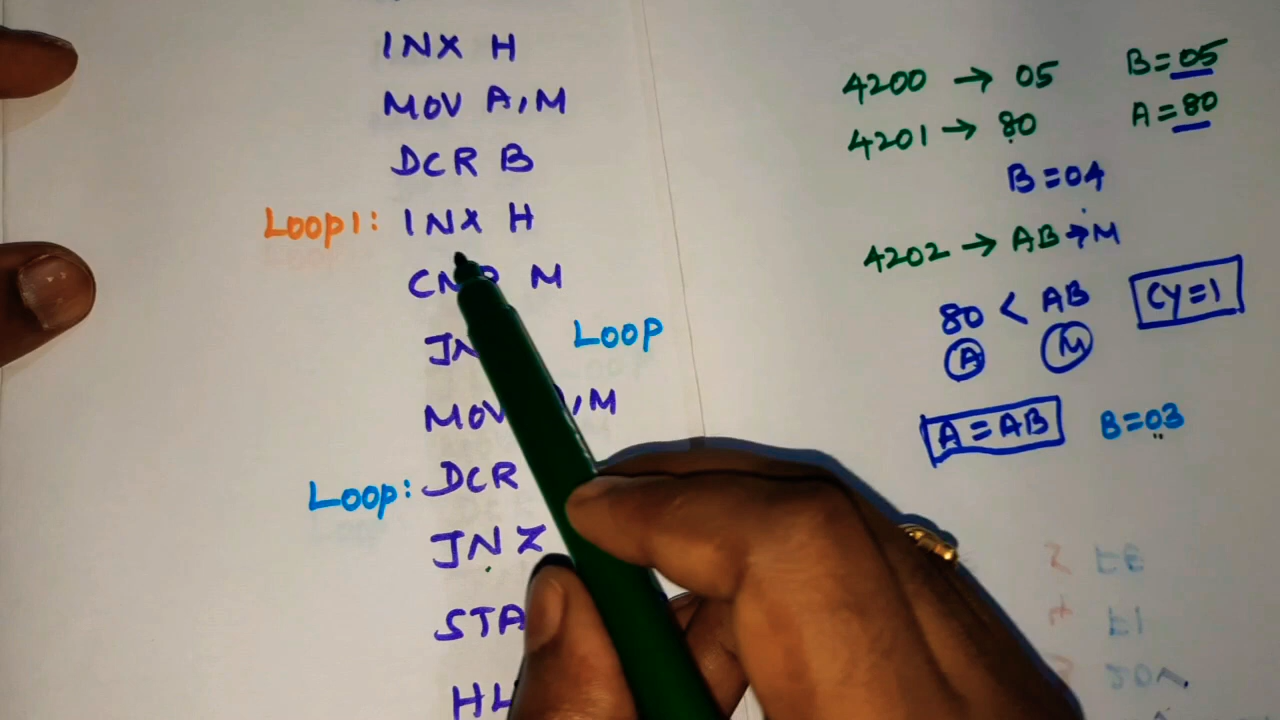 INX H
MOV A,M
DCR B
Loop1: INX H
M
LOOP
MOV ,M
Loop: DCR
JNZ
STA
4200 → 05 B=05
4201 → 80 A=80
B=04
4202 → AB→M
80 < AB CY=1
A M
A=AB B=03